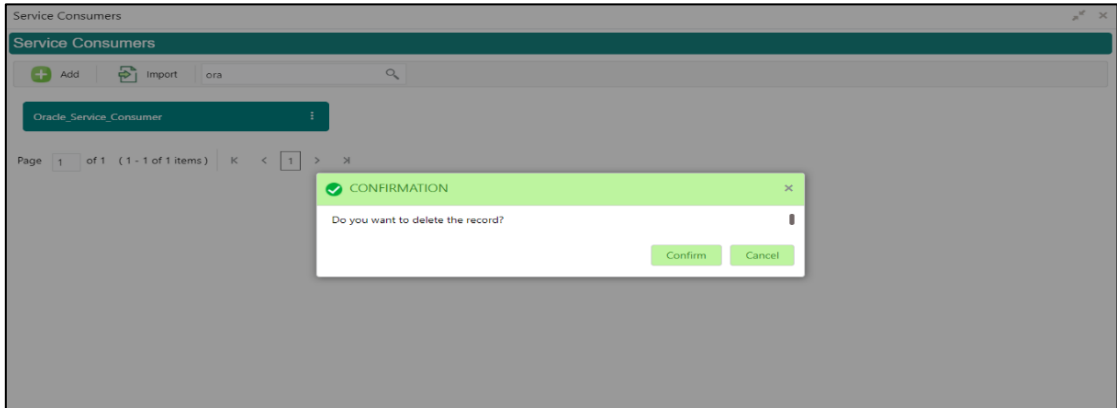 Service Consumers
Service Consumers
Add Import ora
Oracle_Service_Consumer
Page 1 of 1 (1 - 1 of 1 items) K < 1 > >|
CONFIRMATION
Do you want to delete the record?
Confirm Cancel